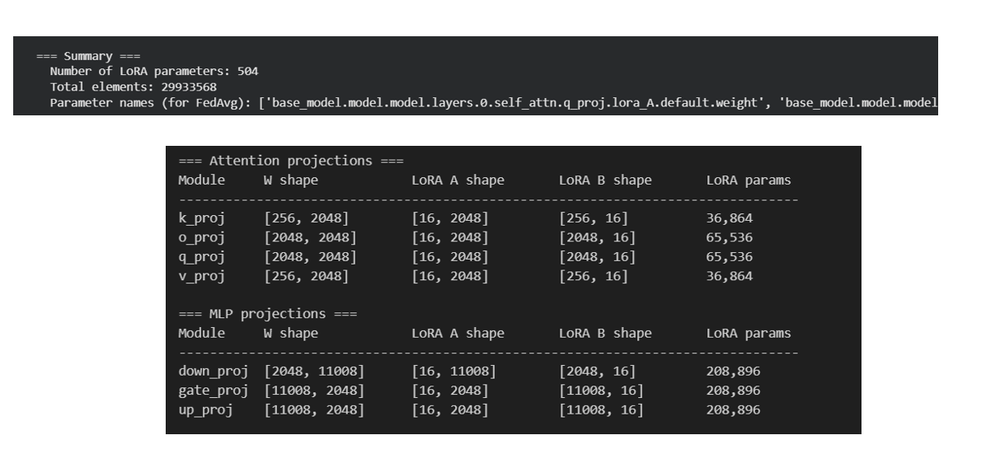 === Summary ===
Number of LoRA parameters: 504
Total elements: 29933568
Parameter names (for FedAvg): ['base_model.model.model.layers.0.self_attn.q_proj.lora_A.default.weight', 'base_model.model.model
=== Attention projections ===
Module W shape LoRA A shape LoRA B shape LoRA params
--------------------------------------------------------------------------------
k_proj [256, 2048] [16, 2048] [256, 16] 36,864
o_proj [2048, 2048] [16, 2048] [2048, 16] 65,536
q_proj [2048, 2048] [16, 2048] [2048, 16] 65,536
v_proj [256, 2048] [16, 2048] [256, 16] 36,864
=== MLP projections ===
Module W shape LoRA A shape LoRA B shape LoRA params
--------------------------------------------------------------------------------
down_proj [2048, 11008] [16, 11008] [2048, 16] 208,896
gate_proj [11008, 2048] [16, 2048] [11008, 16] 208,896
up_proj [11008, 2048] [16, 2048] [11008, 16] 208,896